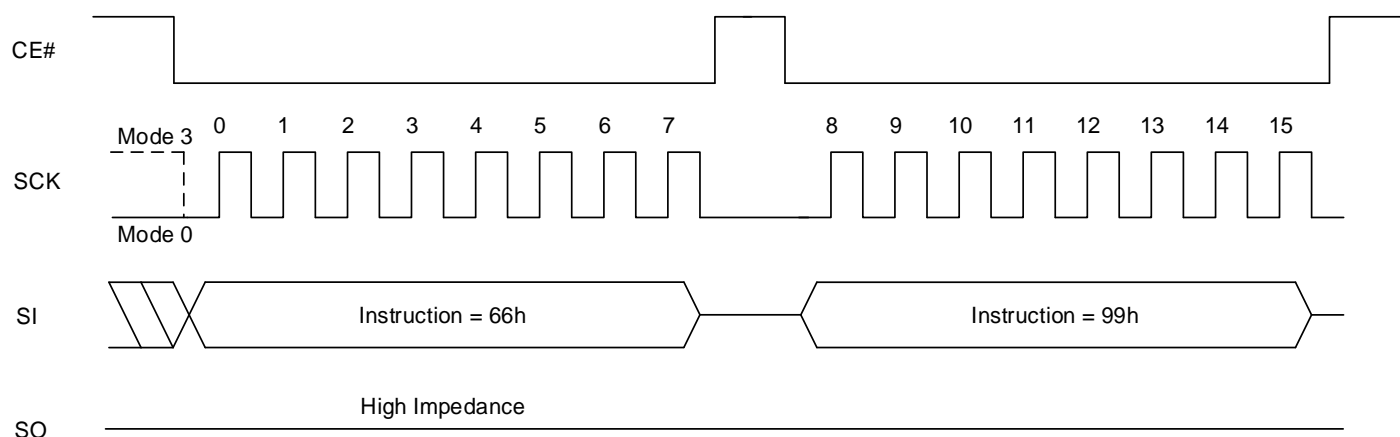 CE#
Mode 3
0 1 2 3 4 5 6 7 8 9 10 11 12 13 14 15
SCK
Mode 0
SI
Instruction = 66h
Instruction = 99h
High Impedance
SO